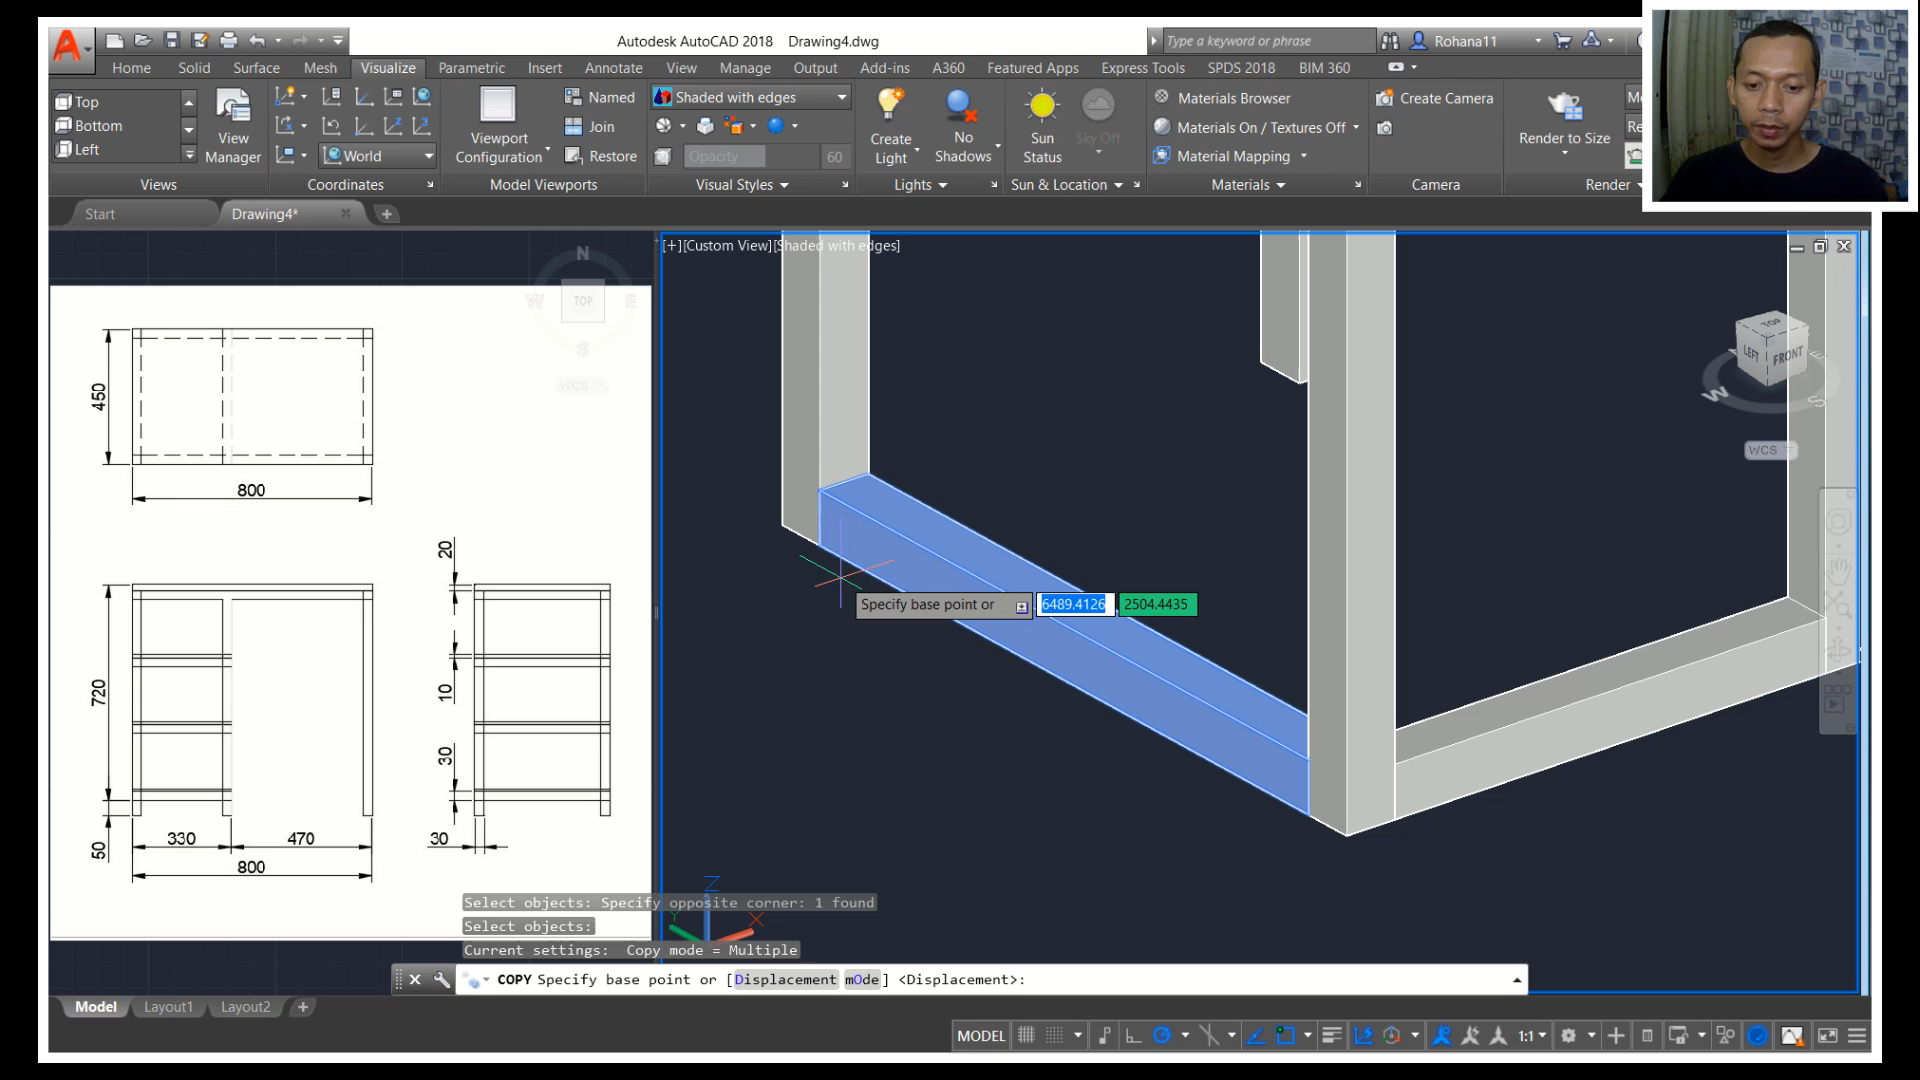 Autodesk AutoCAD 2018 Drawing4.dwg
Type a keyword or phrase
Rohana11
Home Solid Surface Mesh Visualize Parametric Insert Annotate View Manage Output Add-ins A360 Featured Apps Express Tools SPDS 2018 BIM 360
Top
Bottom
Left
View
Manager
Views
World
Coordinates
Viewport
Configuration
Named
Join
Restore
Model Viewports
Shaded with edges
Opacity 60
Visual Styles
Create
Light
No
Shadows
Lights
Sun
Status
Sky Off
Sun & Location
Materials Browser
Materials On / Textures Off
Material Mapping
Materials
Create Camera
Camera
Render to Size
Render
Start
Drawing4*
[+][Custom View][Shaded with edges]
N
W TOP E
S
WCS
450
800
20
720
10
30
50
330 470
30
800
TOP
LEFT FRONT
W E
S
WCS
Specify base point or 6489.4126 2504.4435
Z
Y X
Select objects: Specify opposite corner: 1 found
Select objects:
Current settings: Copy mode = Multiple
COPY Specify base point or [Displacement mOde] <Displacement>:
Model Layout1 Layout2
MODEL 1:1